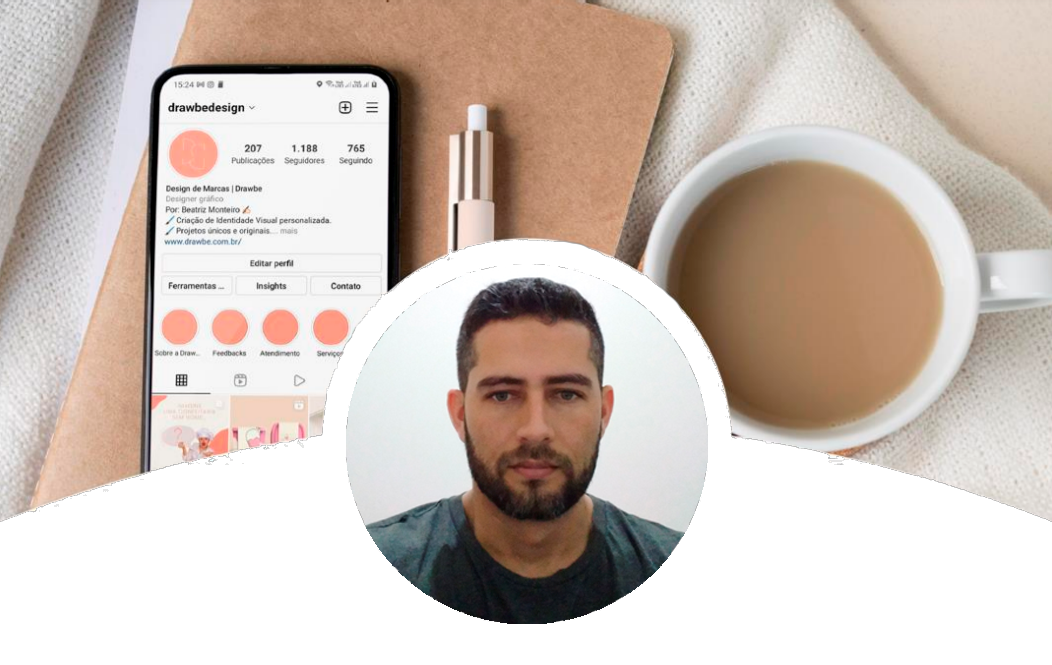 15:24
drawbedesign
207 1.188 765
Publicações Seguidores Seguindo
Design de Marcas | Drawbe
Designer gráfico
Por: Beatriz Monteiro
Criação de Identidade Visual personalizada.
Projetos únicos e originais.... mais
www.drawbe.com.br/
Editar perfil
Ferramentas ... Insights Contato
Sobre a Draw... Feedbacks Atendimento Serviços